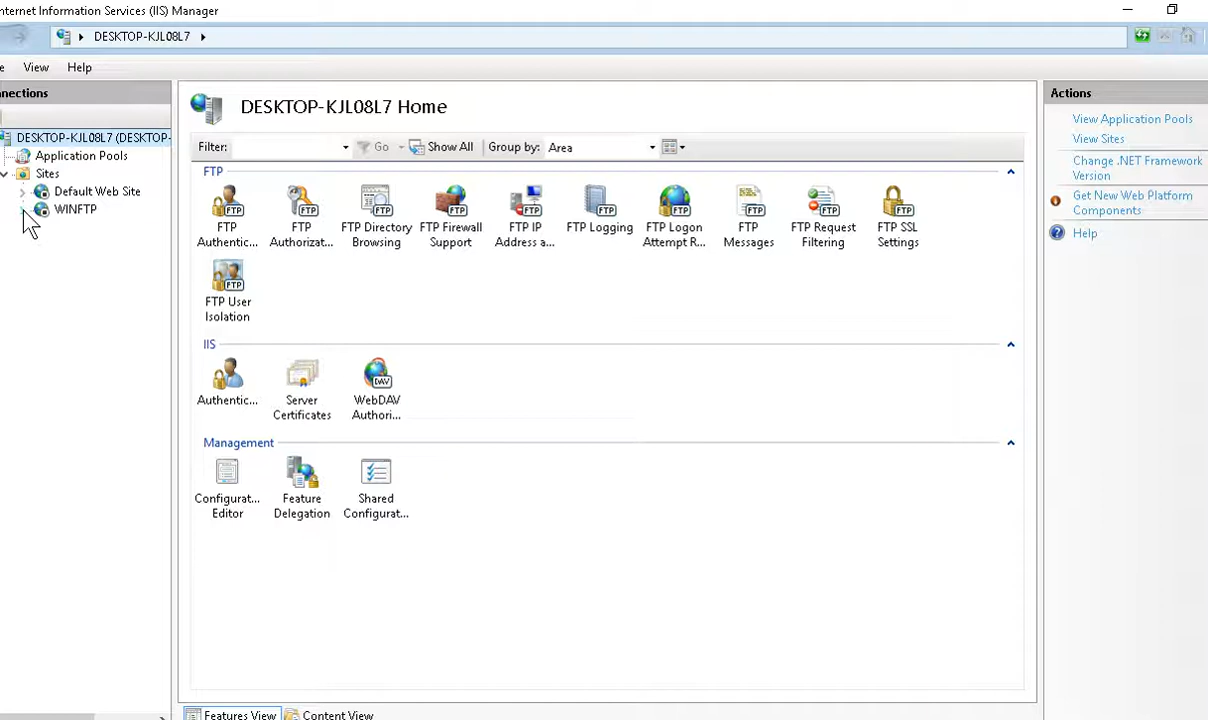 nternet Information Services (IIS) Manager
DESKTOP-KJL08L7
e View Help
nnections
DESKTOP-KJL08L7 (DESKTOP-
Application Pools
Sites
Default Web Site
WINFTP
DESKTOP-KJL08L7 Home
Filter: Go Show All Group by: Area
FTP
FTP Authentic...
FTP Authorizat...
FTP Directory Browsing
FTP Firewall Support
FTP IP Address a...
FTP Logging
FTP Logon Attempt R...
FTP Messages
FTP Request Filtering
FTP SSL Settings
FTP User Isolation
IIS
Authentic...
Server Certificates
WebDAV Authori...
Management
Configurat... Editor
Feature Delegation
Shared Configurat...
Features View Content View
Actions
View Application Pools
View Sites
Change .NET Framework
Version
Get New Web Platform
Components
Help